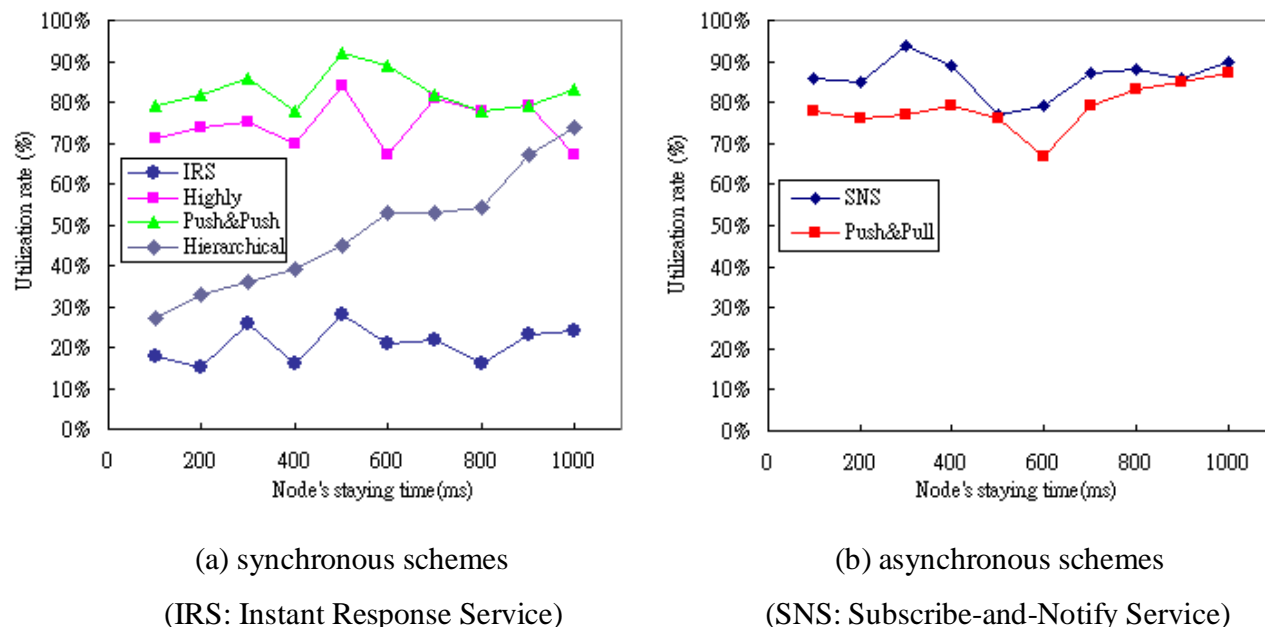 100%
90%
80%
70%
60%
50%
40%
30%
20%
10%
0%
Utilization rate (%)
IRS
Highly
Push&Push
Hierarchical
0 200 400 600 800 1000
Node's staying time(ms)
(a) synchronous schemes
(IRS: Instant Response Service)
100%
90%
80%
70%
60%
50%
40%
30%
20%
10%
0%
Utilization rate (%)
SNS
Push&Pull
0 200 400 600 800 1000
Node's staying time(ms)
(b) asynchronous schemes
(SNS: Subscribe-and-Notify Service)